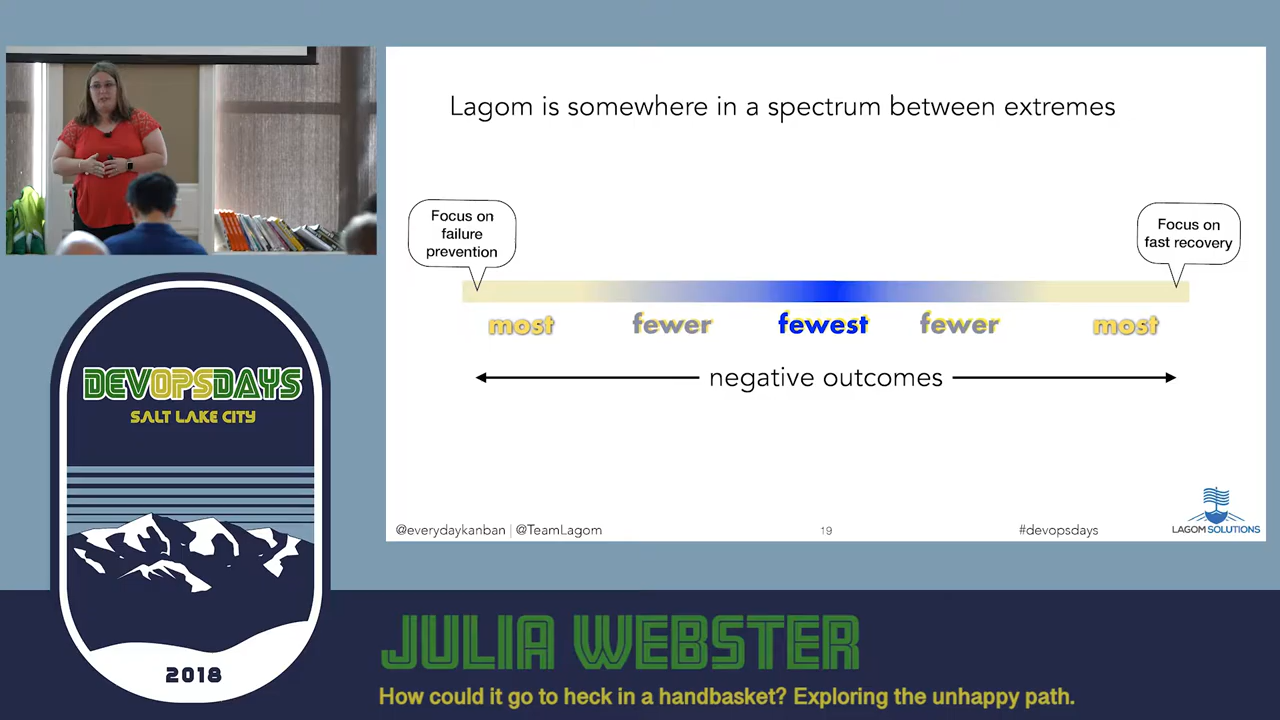 Lagom is somewhere in a spectrum between extremes
Focus on
failure
prevention
Focus on
fast recovery
most
fewer
fewest
fewer
most
negative outcomes
@everydaykanban | @TeamLagom
19
#devopsdays
LAGOM SOLUTIONS
DEVOPSDAYS
SALT LAKE CITY
2018
JULIA WEBSTER
How could it go to heck in a handbasket? Exploring the unhappy path.